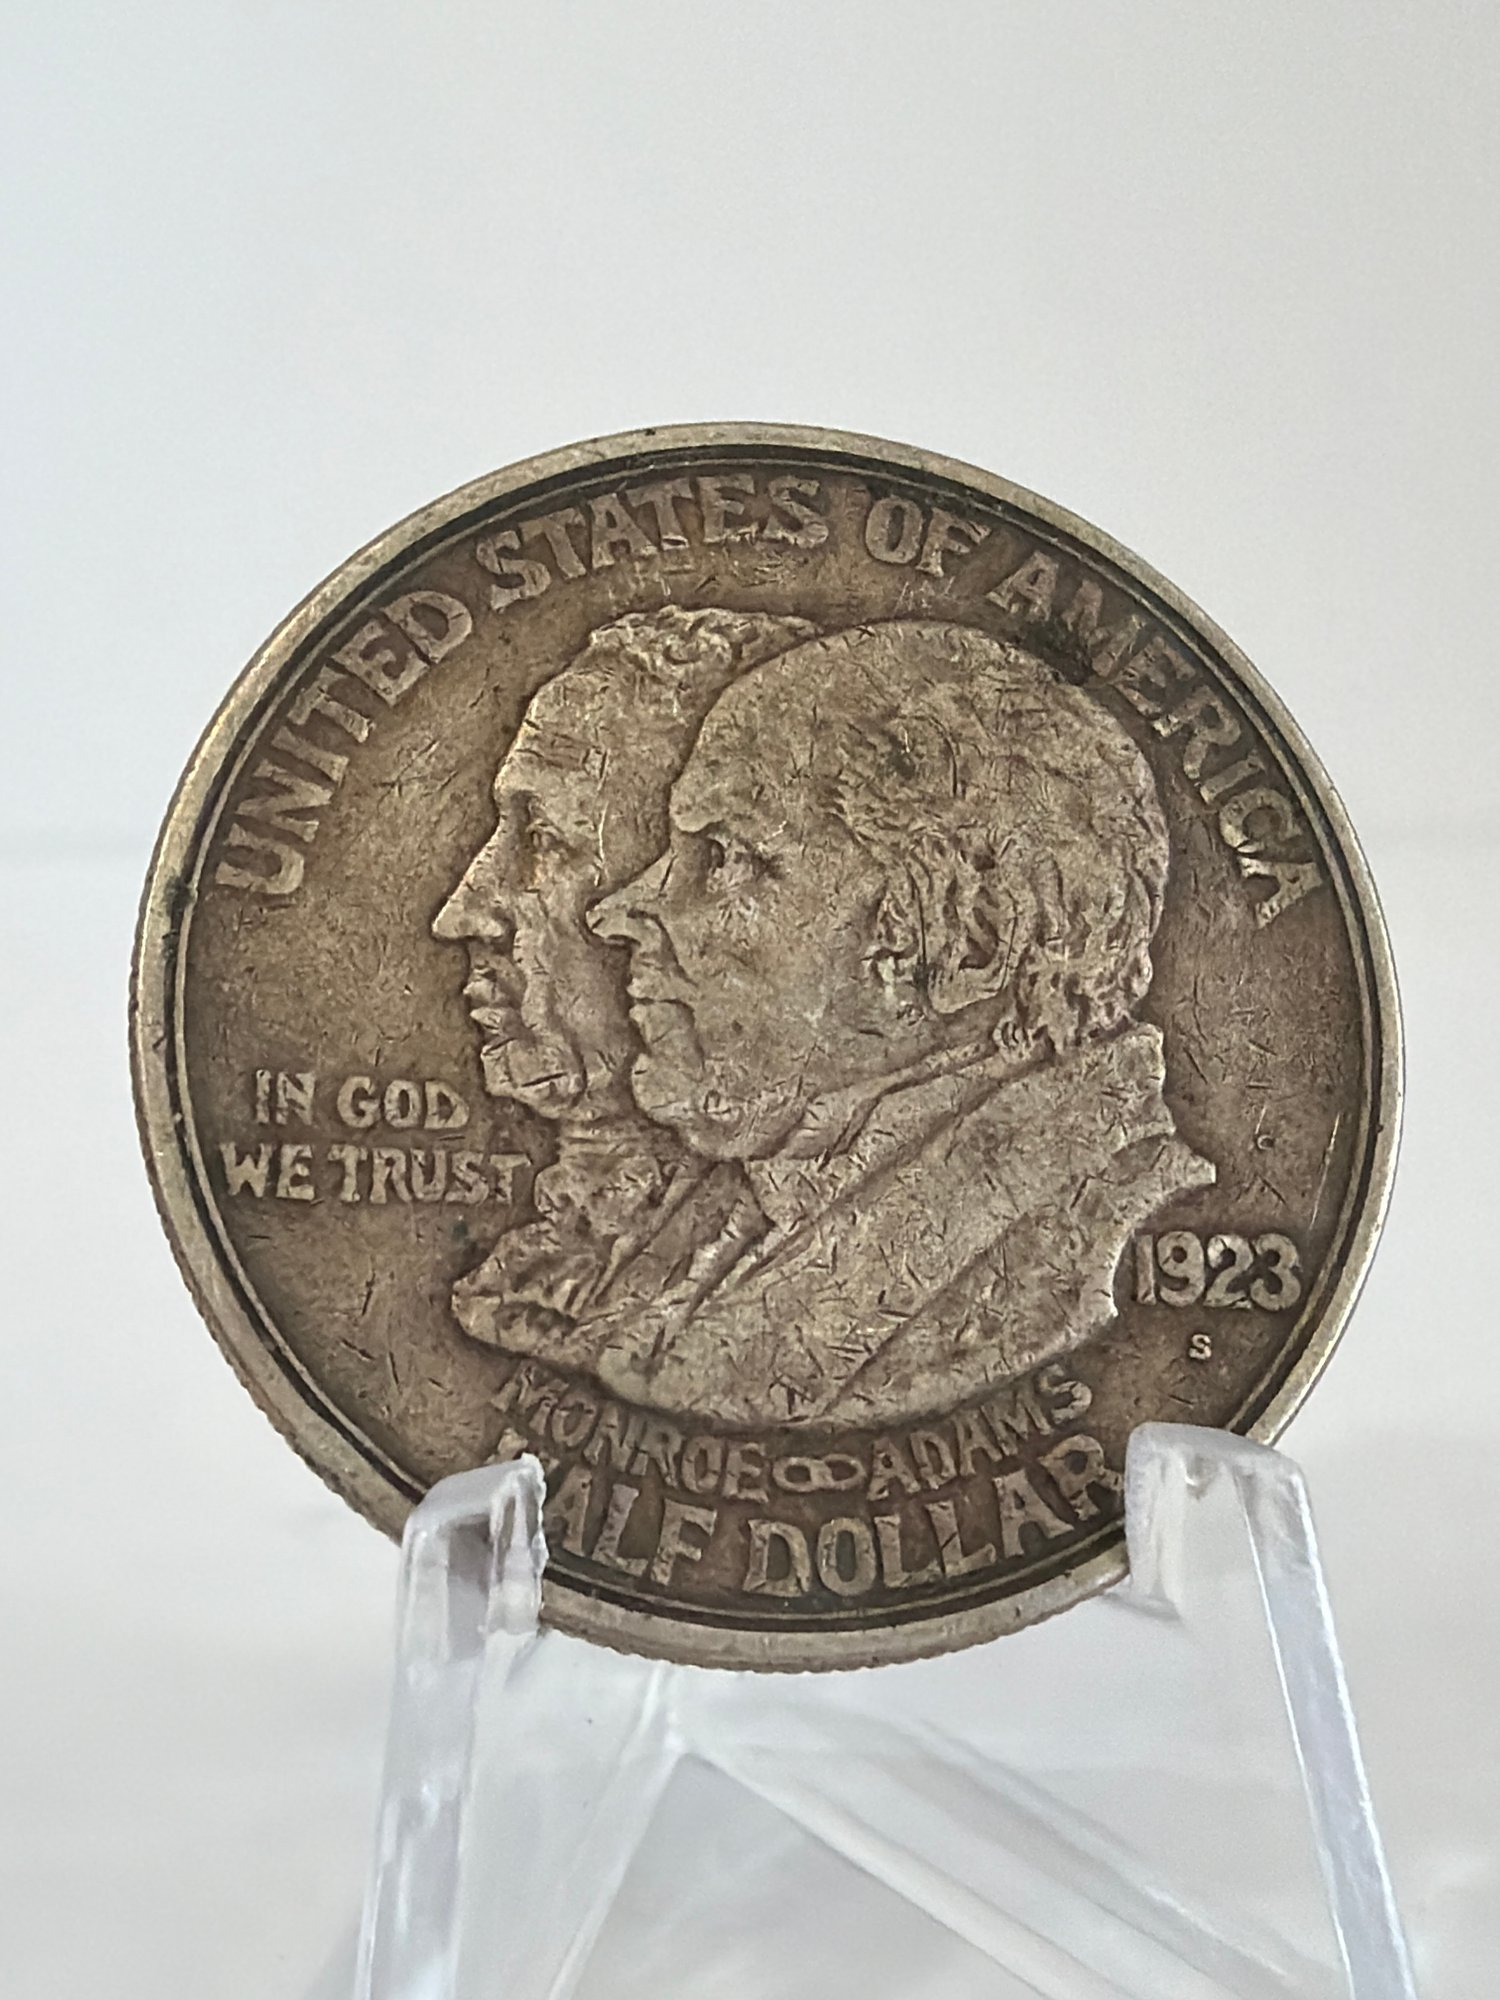 UNITED STATES OF AMERICA
IN GOD
WE TRUST
1923
S
MONROE ADAMS
HALF DOLLAR